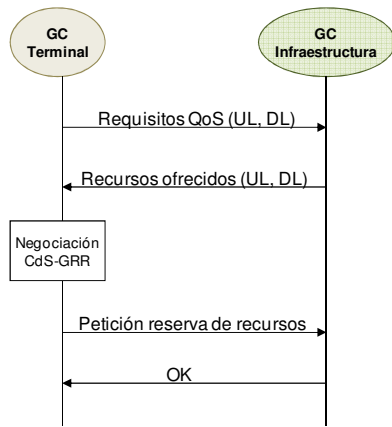 GC
Terminal
GC
Infraestructura
Requisitos QoS (UL, DL)
Recursos ofrecidos (UL, DL)
Negociación
CdS-GRR
Petición reserva de recursos
OK